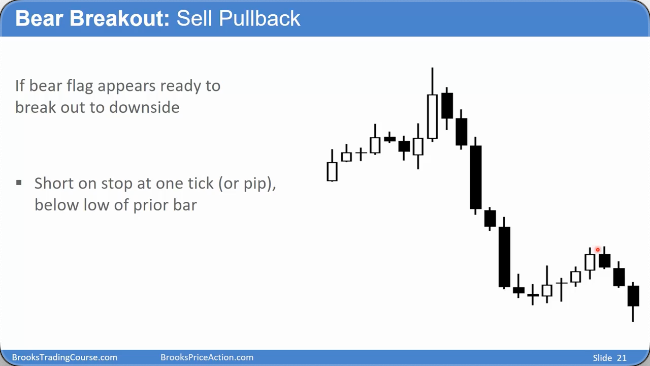 Bear Breakout: Sell Pullback
If bear flag appears ready to
break out to downside
▪ Short on stop at one tick (or pip),
below low of prior bar
BrooksTradingCourse.com
BrooksPriceAction.com
Slide 21